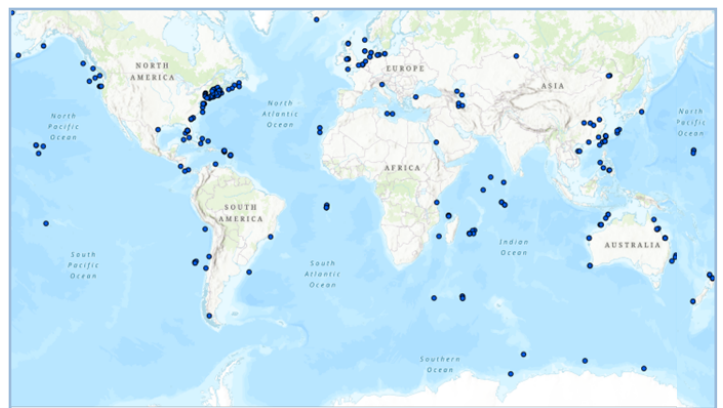 NORTH
AMERICA
EUROPE
ASIA
North
Pacific
Ocean
North
Atlantic
Ocean
North
Pacific
Ocean
AFRICA
SOUTH
AMERICA
AUSTRALIA
South
Pacific
Ocean
South
Atlantic
Ocean
Indian
Ocean
Southern
Ocean